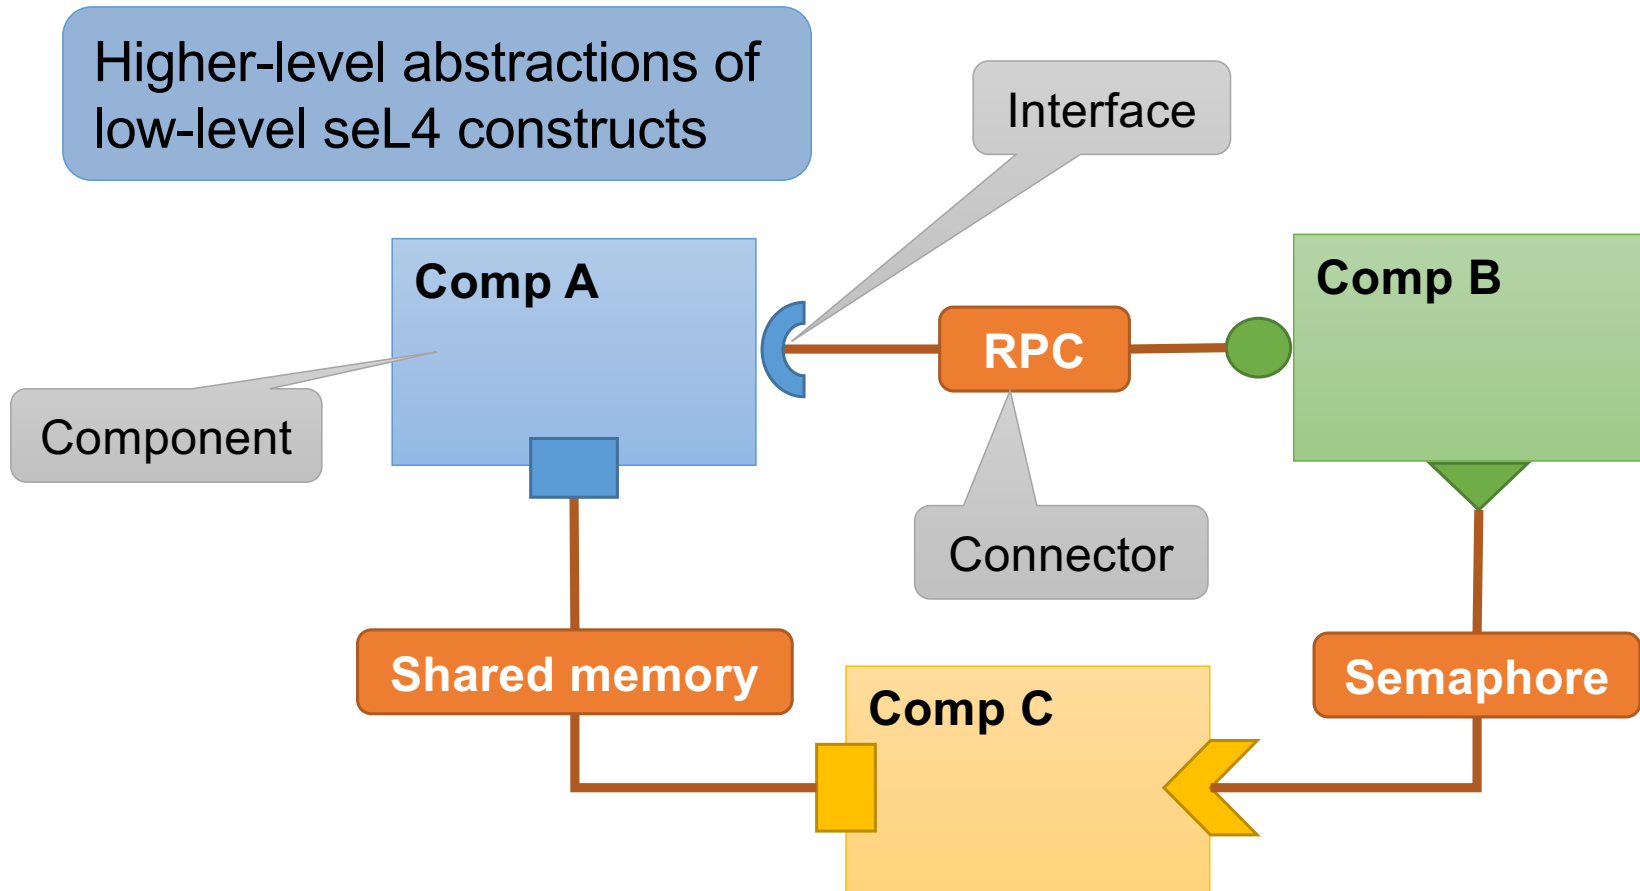 Higher-level abstractions of
low-level seL4 constructs
Interface
Comp A
Comp B
RPC
Component
Connector
Shared memory
Semaphore
Comp C